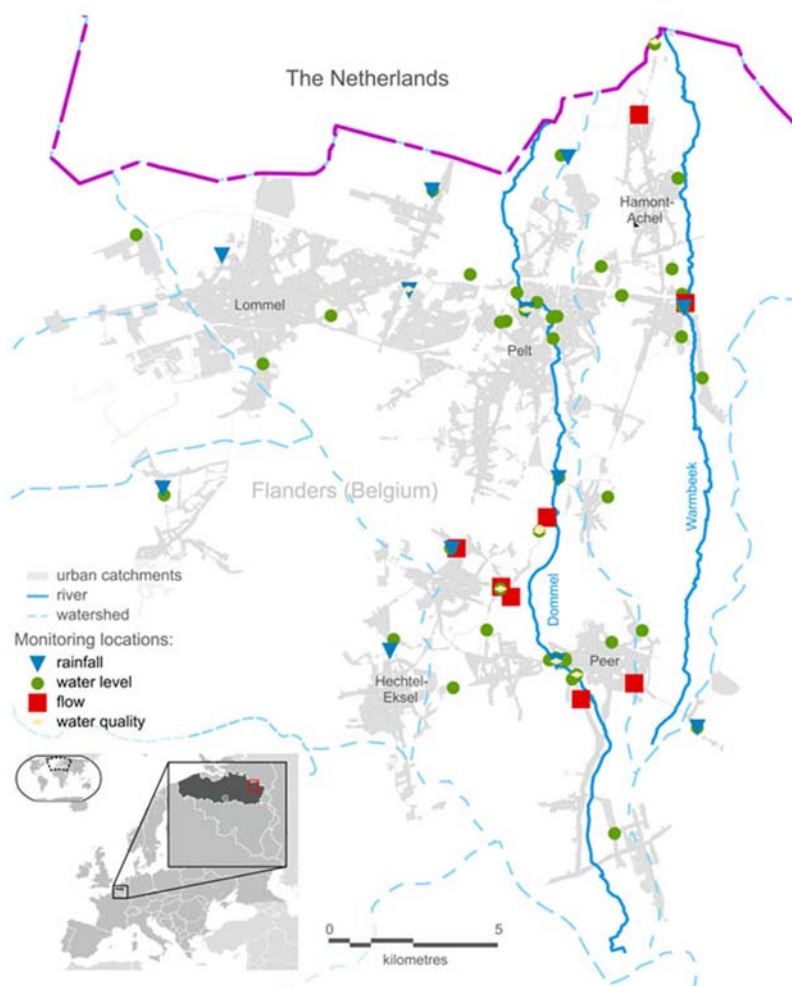 The Netherlands
Hamont-
Achel
Lommel
Pelt
Flanders (Belgium)
Warmbeek
Dommel
urban catchments
river
watershed
Monitoring locations:
rainfall
water level
flow
water quality
Peer
Hechtel-
Eksel
0 5
kilometres